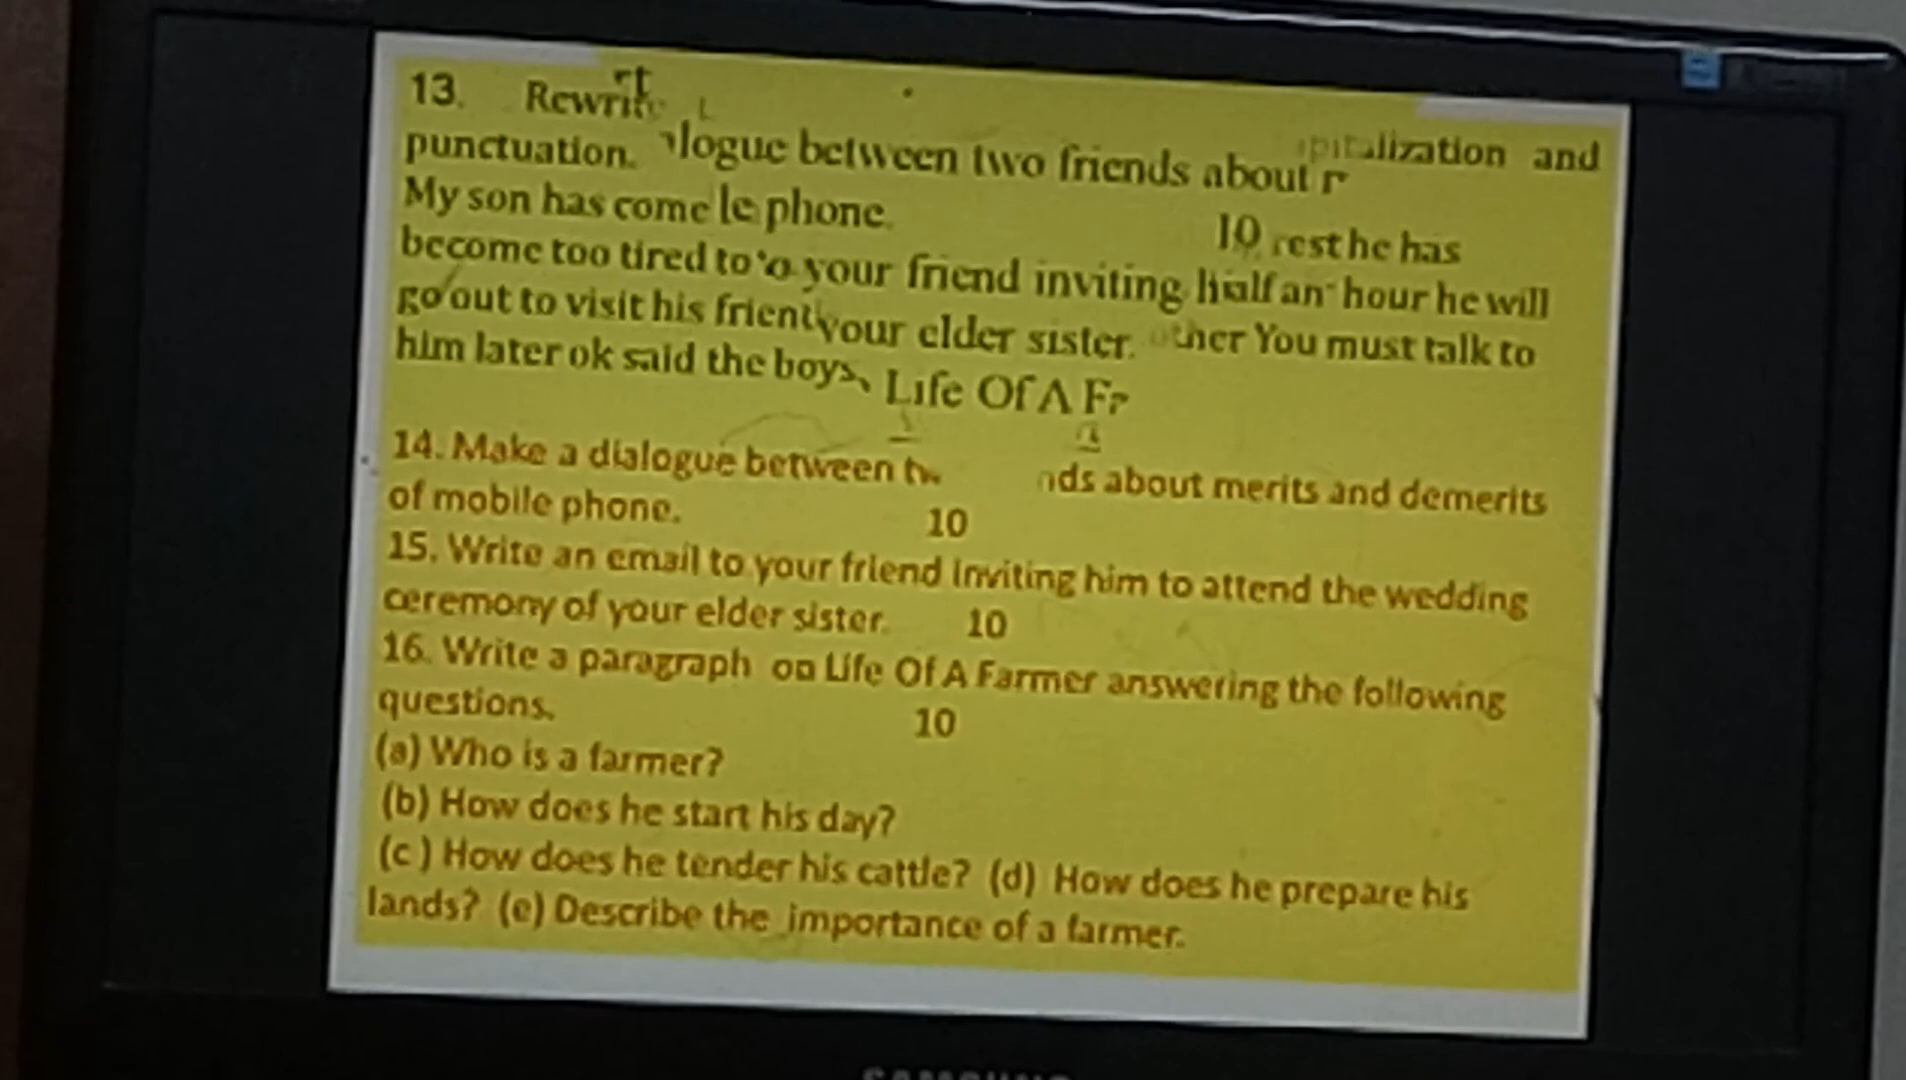 13. Rewrite
punctuation. logue between two friends about and
My son has come le phone. 10 rest he has
become too tired to your friend inviting half an hour he will
go out to visit his your elder sister. You must talk to
him later ok said the boys Life Of A
14. Make a dialogue between about merits and demerits
of mobile phone. 10
15. Write an email to your friend inviting him to attend the wedding
ceremony of your elder sister. 10
16. Write a paragraph on Life Of A Farmer answering the following
questions. 10
(a) Who is a farmer?
(b) How does he start his day?
(c ) How does he tender his cattle? (d) How does he prepare his
lands? (e) Describe the importance of a farmer.